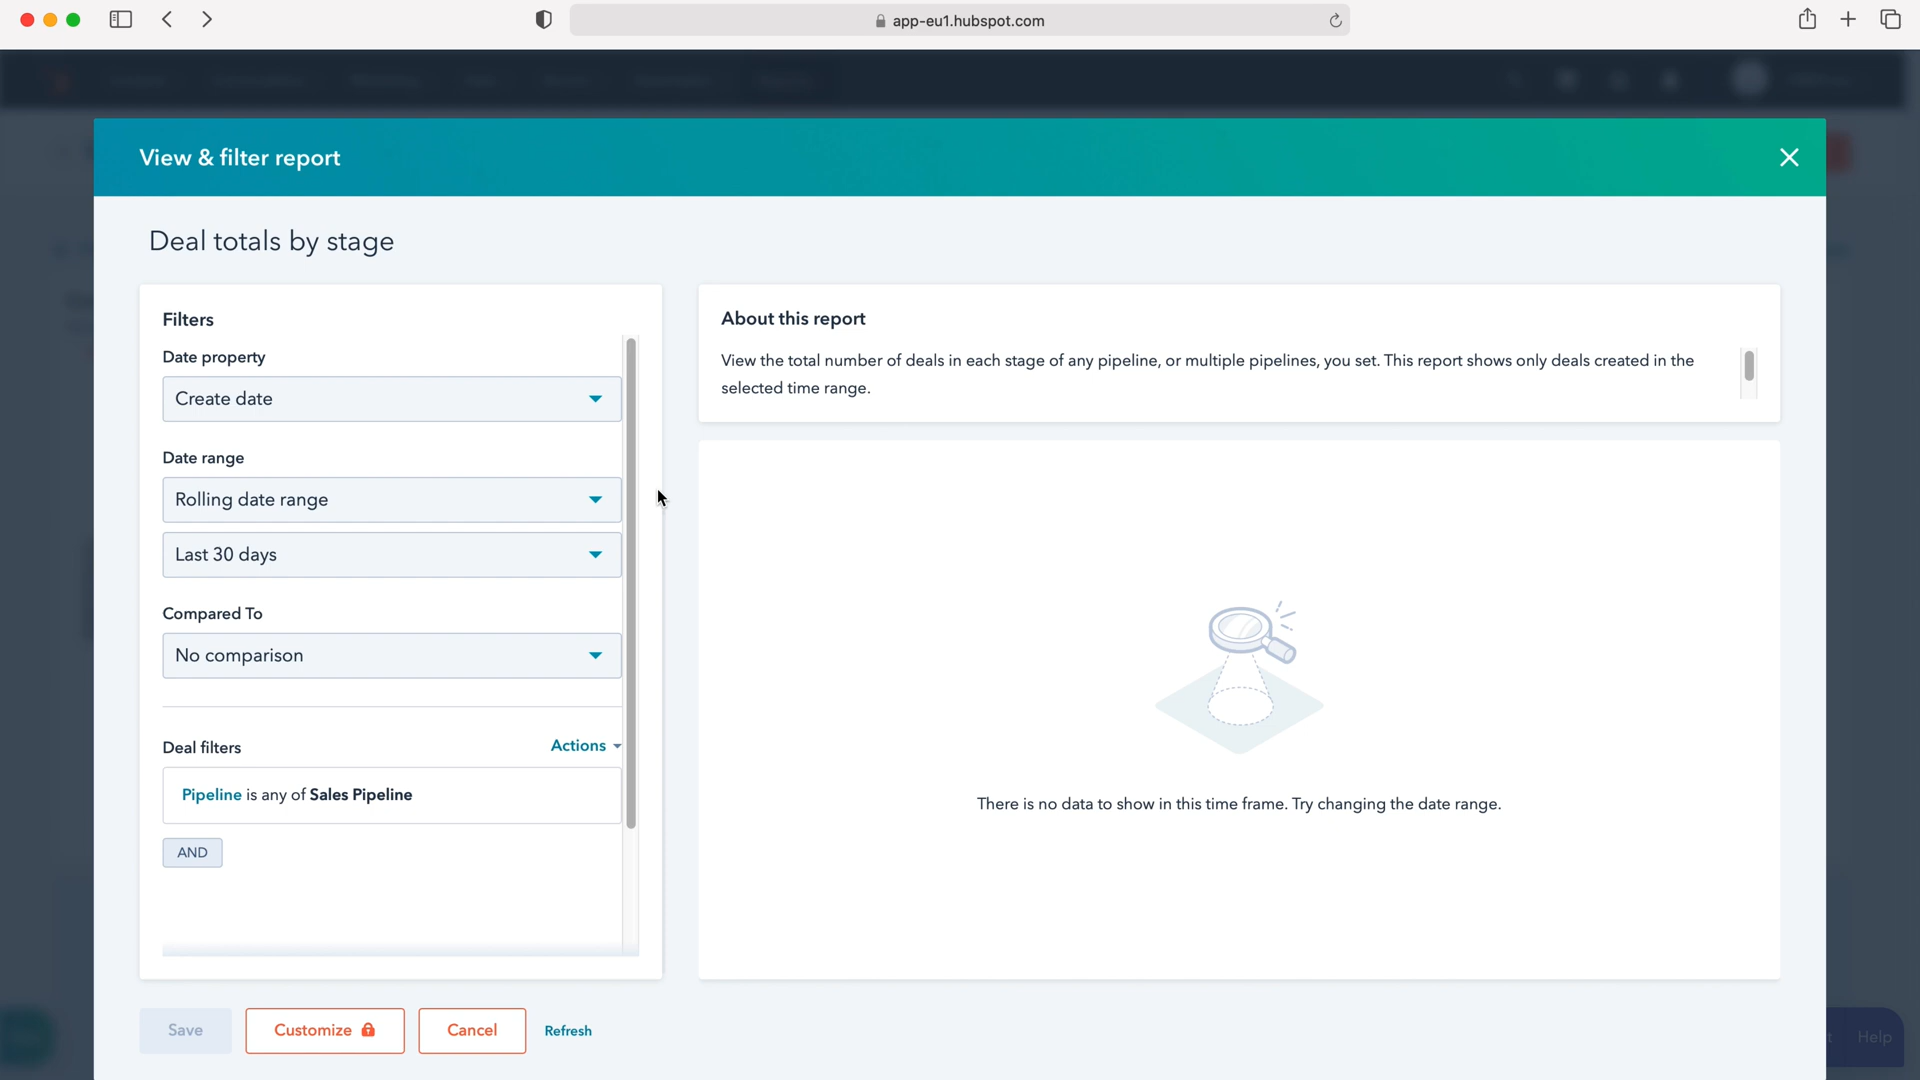 app-eu1.hubspot.com
View & filter report
Deal totals by stage
Filters
Date property
Create date
Date range
Rolling date range
Last 30 days
Compared To
No comparison
Deal filters
Actions
Pipeline is any of Sales Pipeline
AND
About this report
View the total number of deals in each stage of any pipeline, or multiple pipelines, you set. This report shows only deals created in the
selected time range.
There is no data to show in this time frame. Try changing the date range.
Save
Customize
Cancel
Refresh
Help